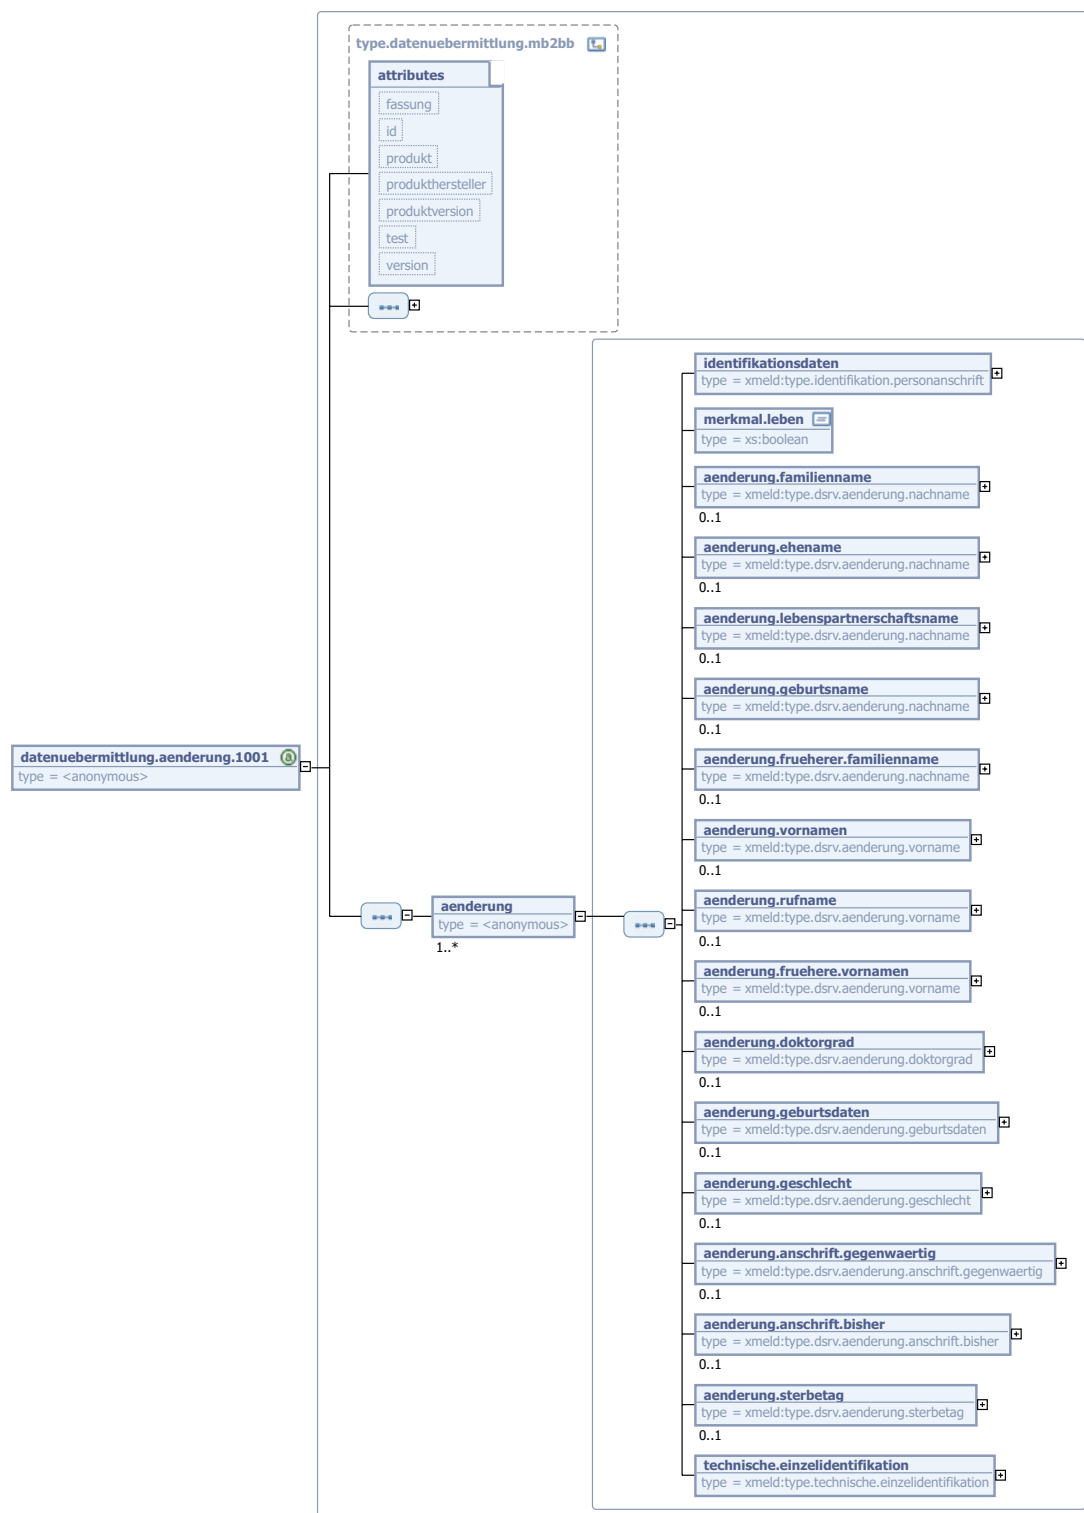 type.datenuebermittlung.mb2bb
attributes
fassung
id
produkt
produkthersteller
produktversion
test
version
datenuebermittlung.aenderung.1001
type = <anonymous>
aenderung
type = <anonymous>
1..*
identifikationsdaten
type = xmeld:type.identifikation.personanschrift
merkmal.leben
type = xs:boolean
aenderung.familienname
type = xmeld:type.dsrv.aenderung.nachname
0..1
aenderung.ehename
type = xmeld:type.dsrv.aenderung.nachname
0..1
aenderung.lebenspartnerschaftsname
type = xmeld:type.dsrv.aenderung.nachname
0..1
aenderung.geburtsname
type = xmeld:type.dsrv.aenderung.nachname
0..1
aenderung.frueherer.familienname
type = xmeld:type.dsrv.aenderung.nachname
0..1
aenderung.vornamen
type = xmeld:type.dsrv.aenderung.vorname
0..1
aenderung.rufname
type = xmeld:type.dsrv.aenderung.vorname
0..1
aenderung.fruehere.vornamen
type = xmeld:type.dsrv.aenderung.vorname
0..1
aenderung.doktorgrad
type = xmeld:type.dsrv.aenderung.doktorgrad
0..1
aenderung.geburtsdaten
type = xmeld:type.dsrv.aenderung.geburtsdaten
0..1
aenderung.geschlecht
type = xmeld:type.dsrv.aenderung.geschlecht
0..1
aenderung.anschrift.gegenwaertig
type = xmeld:type.dsrv.aenderung.anschrift.gegenwaertig
0..1
aenderung.anschrift.bisher
type = xmeld:type.dsrv.aenderung.anschrift.bisher
0..1
aenderung.sterbetag
type = xmeld:type.dsrv.aenderung.sterbetag
0..1
technische.einzelidentifikation
type = xmeld:type.technische.einzelidentifikation